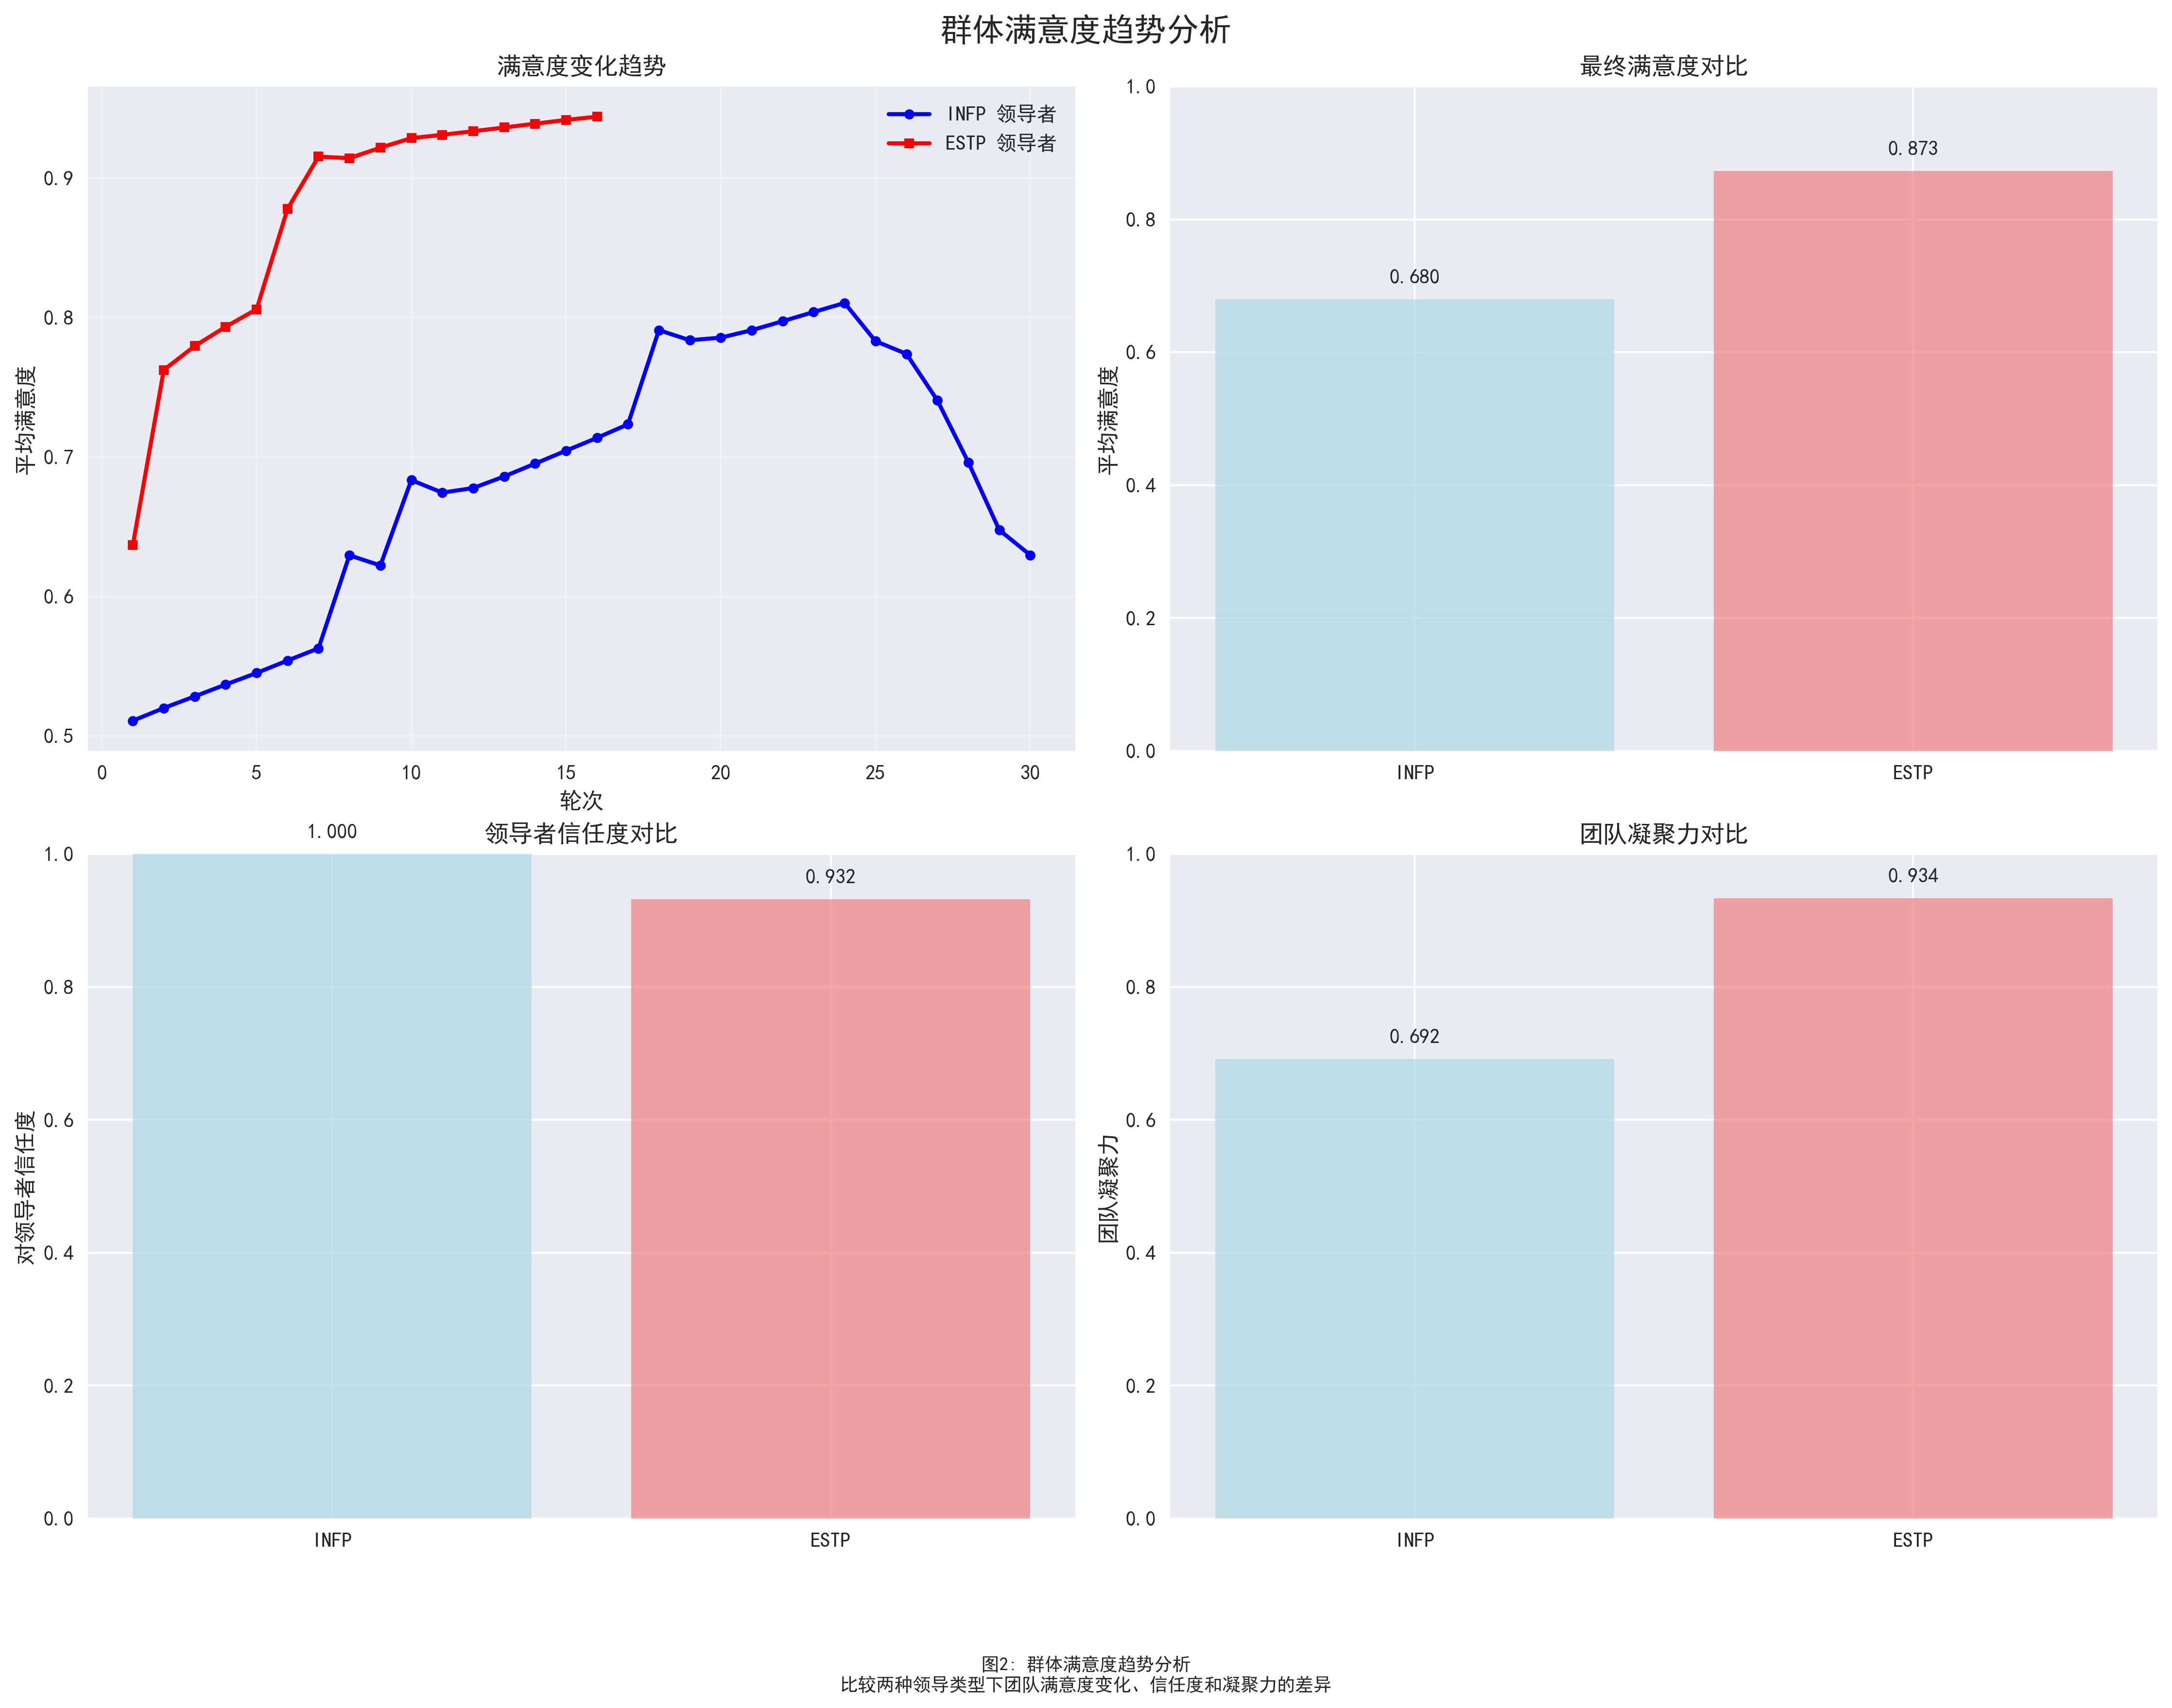 群体满意度趋势分析
满意度变化趋势
INFP 领导者
ESTP 领导者
0.9
0.8
0.7
0.6
0.5
平均满意度
0 5 10 15 20 25 30
轮次
最终满意度对比
1.0
0.8
0.6
0.4
0.2
0.0
平均满意度
0.680
0.873
INFP ESTP
领导者信任度对比
1.0
0.8
0.6
0.4
0.2
0.0
对领导者信任度
1.000
0.932
INFP ESTP
团队凝聚力对比
1.0
0.8
0.6
0.4
0.2
0.0
团队凝聚力
0.692
0.934
INFP ESTP
图2: 群体满意度趋势分析
比较两种领导类型下团队满意度变化、信任度和凝聚力的差异